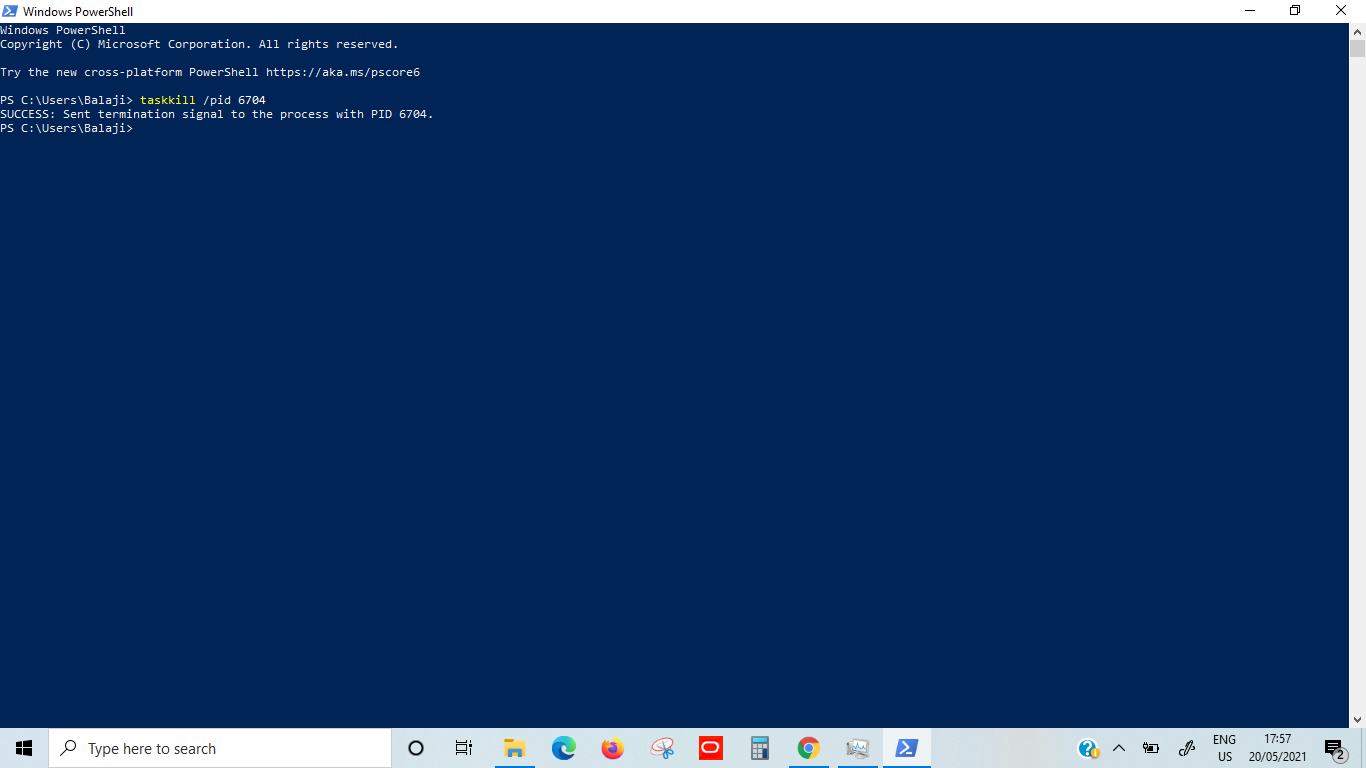 Windows PowerShell
Windows PowerShell
Copyright (C) Microsoft Corporation. All rights reserved.
Try the new cross-platform PowerShell https://aka.ms/pscore6
PS C:\Users\Balaji> taskkill /pid 6704
SUCCESS: Sent termination signal to the process with PID 6704.
PS C:\Users\Balaji>
Type here to search
ENG
US
17:57
20/05/2021
2